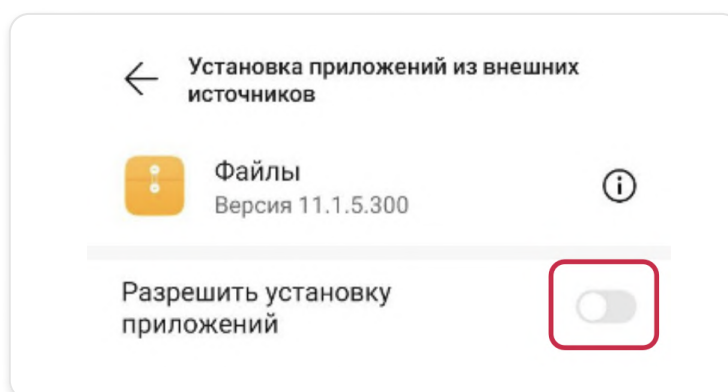 Установка приложений из внешних
источников
Файлы
Версия 11.1.5.300
Разрешить установку
приложений